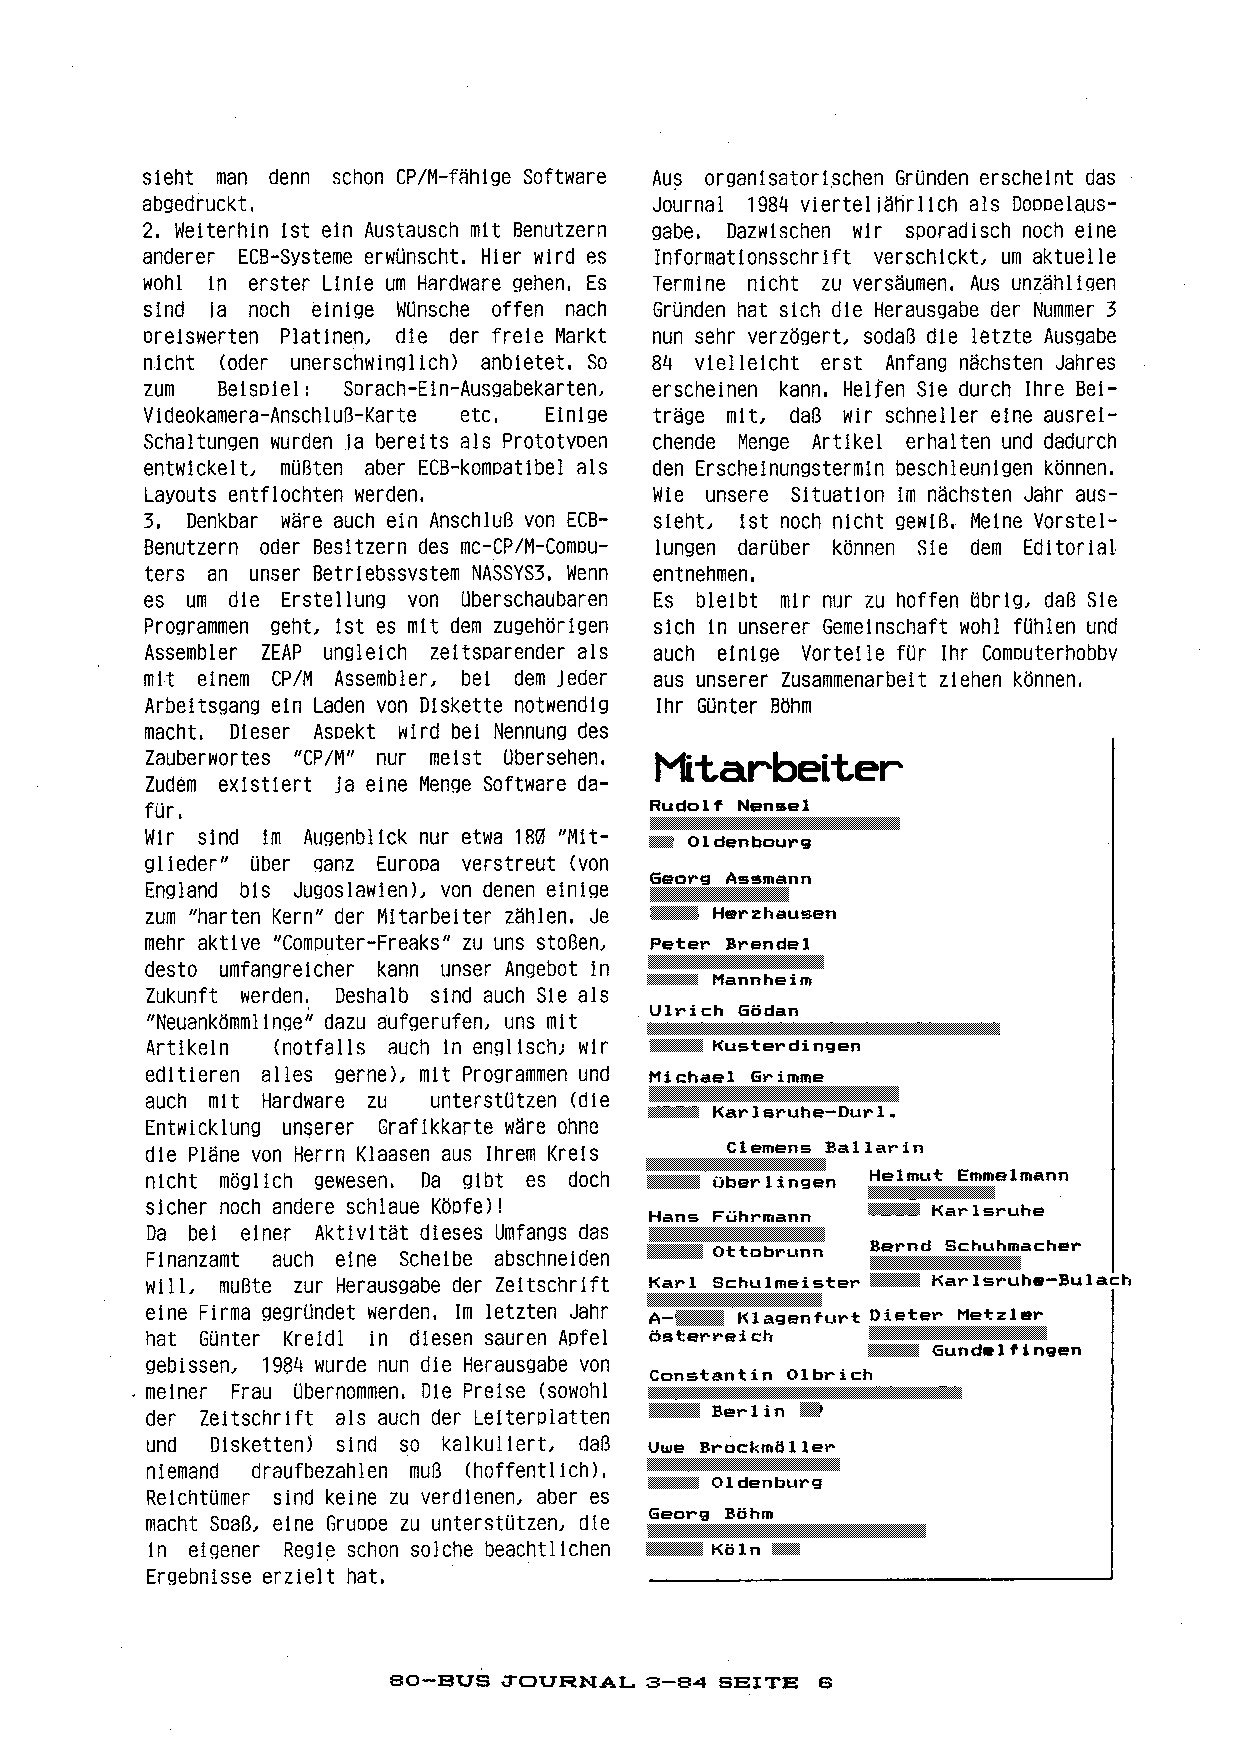 sieht man denn schon CP/M-fähige Software
abgedruckt.
2. Weiterhin ist ein Austausch mit Benutzern
anderer ECB-Systeme erwünscht. Hier wird es
wohl in erster Linie um Hardware gehen. Es
sind ja noch einige Wünsche offen nach
preiswerten Platinen, die der freie Markt
nicht (oder unerschwinglich) anbietet. So
zum Beispiel: Sprach-Ein-Ausgabekarten,
Videokamera-Anschluß-Karte etc. Einige
Schaltungen wurden ja bereits als Prototypen
entwickelt, müßten aber ECB-kompatibel als
Layouts entflochten werden.
3. Denkbar wäre auch ein Anschluß von ECB-
Benutzern oder Besitzern des mc-CP/M-Compu-
ters an unser Betriebssystem NASSYS3. Wenn
es um die Erstellung von überschaubaren
Programmen geht, ist es mit dem zugehörigen
Assembler ZEAP ungleich zeitsparender als
mit einem CP/M Assembler, bei dem jeder
Arbeitsgang ein Laden von Diskette notwendig
macht. Dieser Aspekt wird bei Nennung des
Zauberwortes "CP/M" nur meist übersehen.
Zudem existiert ja eine Menge Software da-
für.
Wir sind im Augenblick nur etwa 180 "Mit-
glieder" über ganz Europa verstreut (von
England bis Jugoslawien), von denen einige
zum "harten Kern" der Mitarbeiter zählen. Je
mehr aktive "Computer-Freaks" zu uns stoßen,
desto umfangreicher kann unser Angebot in
Zukunft werden. Deshalb sind auch Sie als
"Neuankömmlinge" dazu aufgerufen, uns mit
Artikeln (notfalls auch in englisch; wir
editieren alles gerne), mit Programmen und
auch mit Hardware zu unterstützen (die
Entwicklung unserer Grafikkarte wäre ohne
die Pläne von Herrn Klaasen aus Ihrem Kreis
nicht möglich gewesen. Da gibt es doch
sicher noch andere schlaue Köpfe)!
Da bei einer Aktivität dieses Umfangs das
Finanzamt auch eine Scheibe abschneiden
will, mußte zur Herausgabe der Zeitschrift
eine Firma gegründet werden. Im letzten Jahr
hat Günter Kreidl in diesen sauren Apfel
gebissen, 1984 wurde nun die Herausgabe von
meiner Frau übernommen. Die Preise (sowohl
der Zeitschrift als auch der Leiterplatten
und Disketten) sind so kalkuliert, daß
niemand draufbezahlen muß (hoffentlich).
Reichtümer sind keine zu verdienen, aber es
macht Spaß, eine Gruppe zu unterstützen, die
in eigener Regie schon solche beachtlichen
Ergebnisse erzielt hat.
Aus organisatorischen Gründen erscheint das
Journal 1984 vierteljährlich als Doppelaus-
gabe. Dazwischen wir sporadisch noch eine
Informationsschrift verschickt, um aktuelle
Termine nicht zu versäumen. Aus unzähligen
Gründen hat sich die Herausgabe der Nummer 3
nun sehr verzögert, sodaß die letzte Ausgabe
84 vielleicht erst Anfang nächsten Jahres
erscheinen kann. Helfen Sie durch Ihre Bei-
träge mit, daß wir schneller eine ausrei-
chende Menge Artikel erhalten und dadurch
den Erscheinungstermin beschleunigen können.
Wie unsere Situation im nächsten Jahr aus-
sieht, ist noch nicht gewiß. Meine Vorstel-
lungen darüber können Sie dem Editorial
entnehmen.
Es bleibt mir nur zu hoffen übrig, daß Sie
sich in unserer Gemeinschaft wohl fühlen und
auch einige Vorteile für Ihr Computerhobby
aus unserer Zusammenarbeit ziehen können.
Ihr Günter Böhm
Mitarbeiter
Rudolf Nensel
Oldenbourg
Georg Assmann
Herzhausen
Peter Brendel
Mannheim
Ulrich Gödan
Kusterdingen
Michael Grimme
Karlsruhe-Durl.
Clemens Ballarin
überlingen
Helmut Emmelmann
Karlsruhe
Hans Führmann
Ottobrunn
Bernd Schuhmacher
Karlsruhe-Bulach
Karl Schulmeister
A- Klagenfurt
österreich
Dieter Metzler
Gundelfingen
Constantin Olbrich
Berlin
Uwe Brockmöller
Oldenburg
Georg Böhm
Köln
80-BUS JOURNAL 3-84 SEITE 6